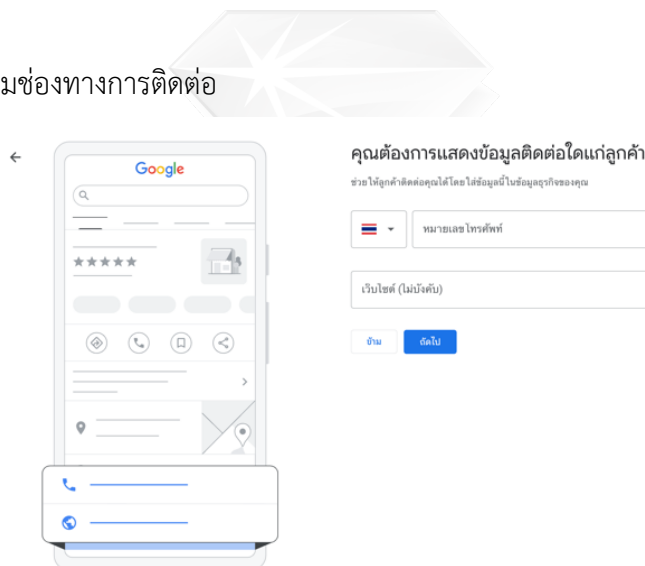 มช่องทางการติดต่อ
Google
คุณต้องการแสดงข้อมูลติดต่อใดแก่ลูกค้า
ช่วยให้ลูกค้าติดต่อคุณได้โดยใส่ข้อมูลนี้ในข้อมูลธุรกิจของคุณ
หมายเลขโทรศัพท์
เว็บไซต์ (ไม่บังคับ)
ข้าม
ถัดไป